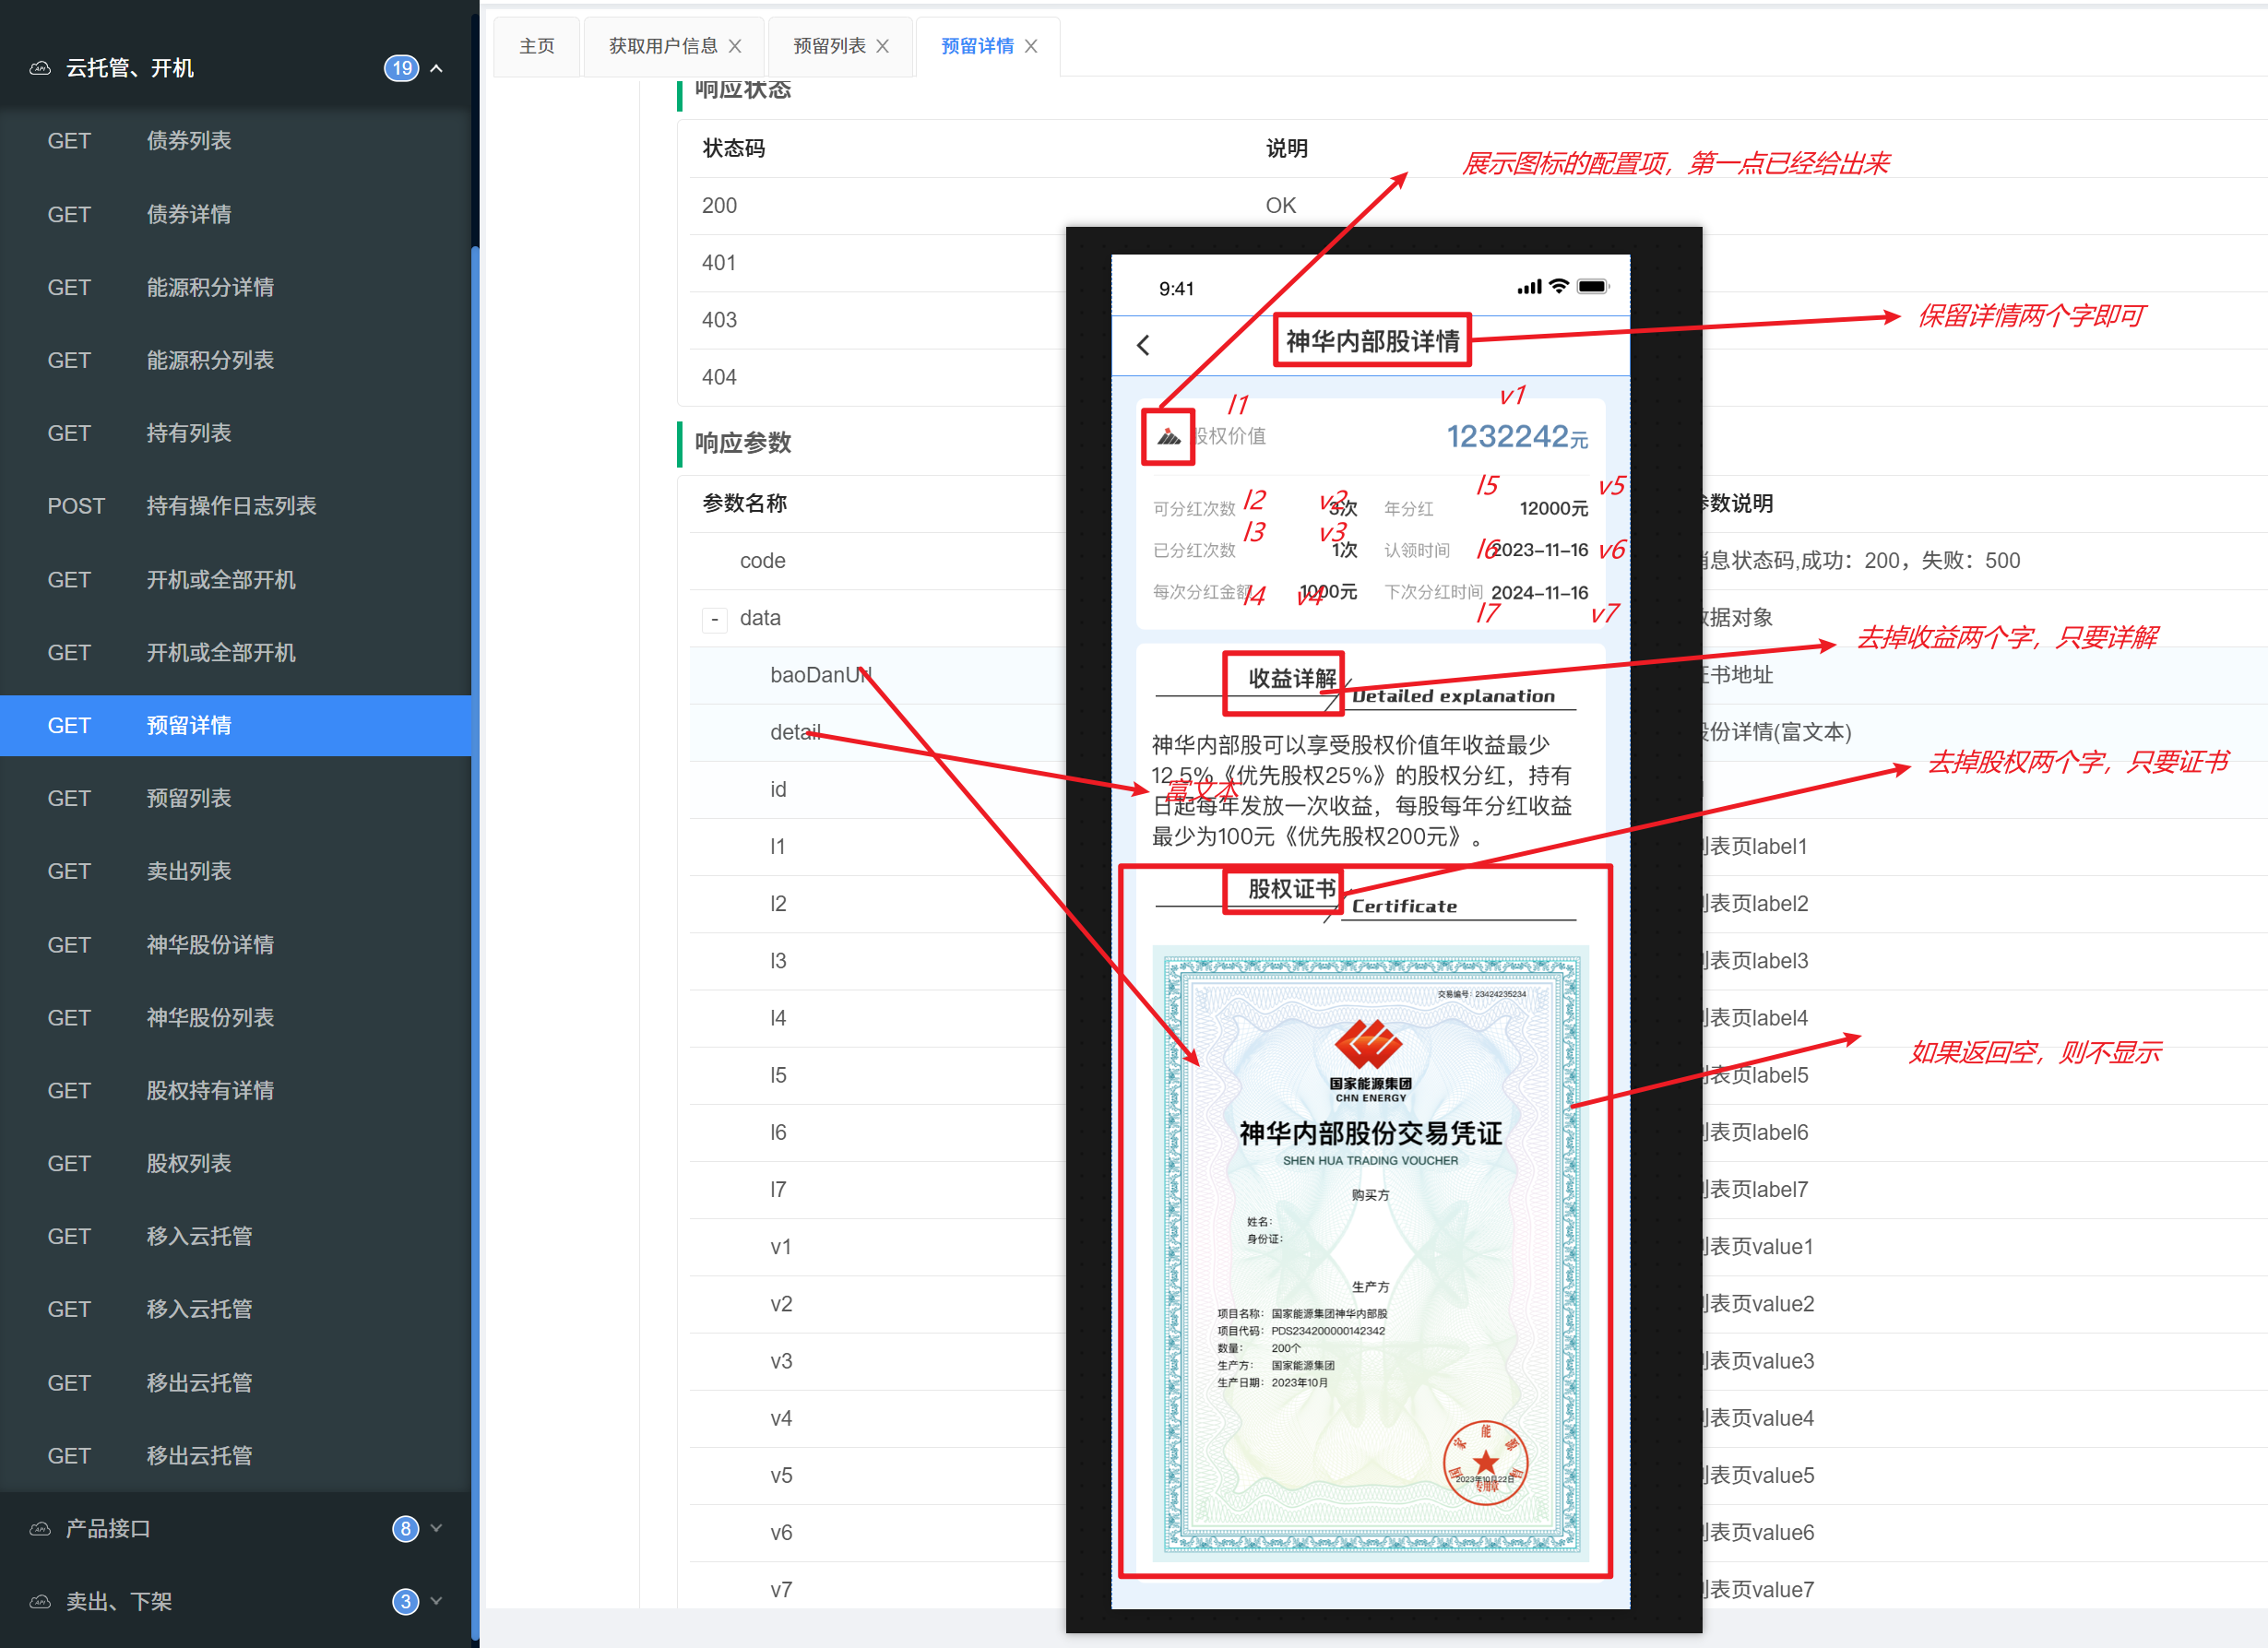 云托管、开机 19
GET 债券列表
GET 债券详情
GET 能源积分详情
GET 能源积分列表
GET 持有列表
POST 持有操作日志列表
GET 开机或全部开机
GET 开机或全部开机
GET 预留详情
GET 预留列表
GET 卖出列表
GET 神华股份详情
GET 神华股份列表
GET 股权持有详情
GET 股权列表
GET 移入云托管
GET 移入云托管
GET 移出云托管
GET 移出云托管
产品接口 8
卖出、下架 3
主页 获取用户信息 预留列表 预留详情
响应状态
状态码 说明
200 OK
401
403
404
响应参数
参数名称
code
- data
baoDanUrl
detail
id
l1
l2
l3
l4
l5
l6
l7
v1
v2
v3
v4
v5
v6
v7
展示图标的配置项，第一点已经给出来
9:41
神华内部股详情
保留详情两个字即可
l1 v1
股权价值 1232242元
可分红次数 l2 v2 3次 年分红 l5 12000元 v5
已分红次数 l3 v3 1次 认领时间 l6 2023-11-16 v6
每次分红金额 l4 v4 1000元 下次分红时间 l7 2024-11-16 v7
收益详解 Detailed explanation
去掉收益两个字，只要详解
神华内部股可以享受股权价值年收益最少
12.5%《优先股权25%》的股权分红，持有
日起每年发放一次收益，每股每年分红收益
最少为100元《优先股权200元》。
富文本
股权证书 Certificate
去掉股权两个字，只要证书
交易编号：23424235234
国家能源集团
CHN ENERGY
神华内部股份交易凭证
SHEN HUA TRADING VOUCHER
购买方
姓名：
身份证：
生产方
项目名称： 国家能源集团神华内部股
项目代码： PDS234200000142342
数量： 200个
生产方： 国家能源集团
生产日期： 2023年10月
国家能源
2023年10月22日
专用章
如果返回空，则不显示
参数说明
消息状态码,成功：200，失败：500
数据对象
证书地址
股份详情(富文本)
列表页label1
列表页label2
列表页label3
列表页label4
列表页label5
列表页label6
列表页label7
列表页value1
列表页value2
列表页value3
列表页value4
列表页value5
列表页value6
列表页value7